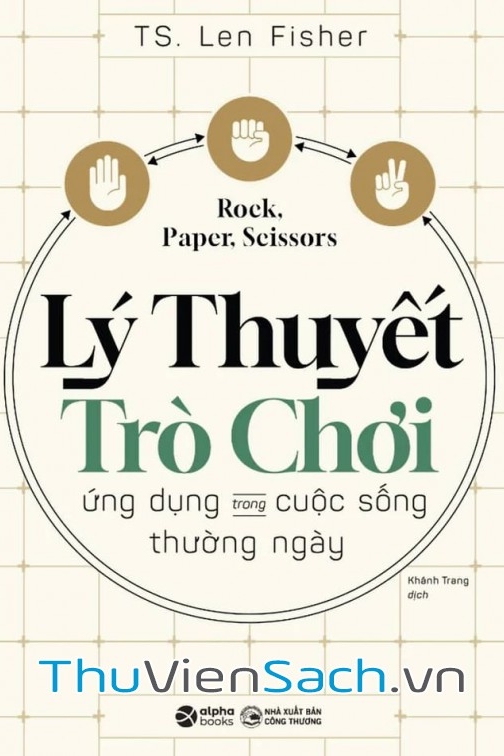 TS. Len Fisher
Rock,
Paper, Scissors
Lý Thuyết
Trò Chơi
ứng dụng trong cuộc sống
thường ngày
Khánh Trang
dịch
ThuVienSach.vn
alpha books
NHÀ XUẤT BẢN
CÔNG THƯƠNG